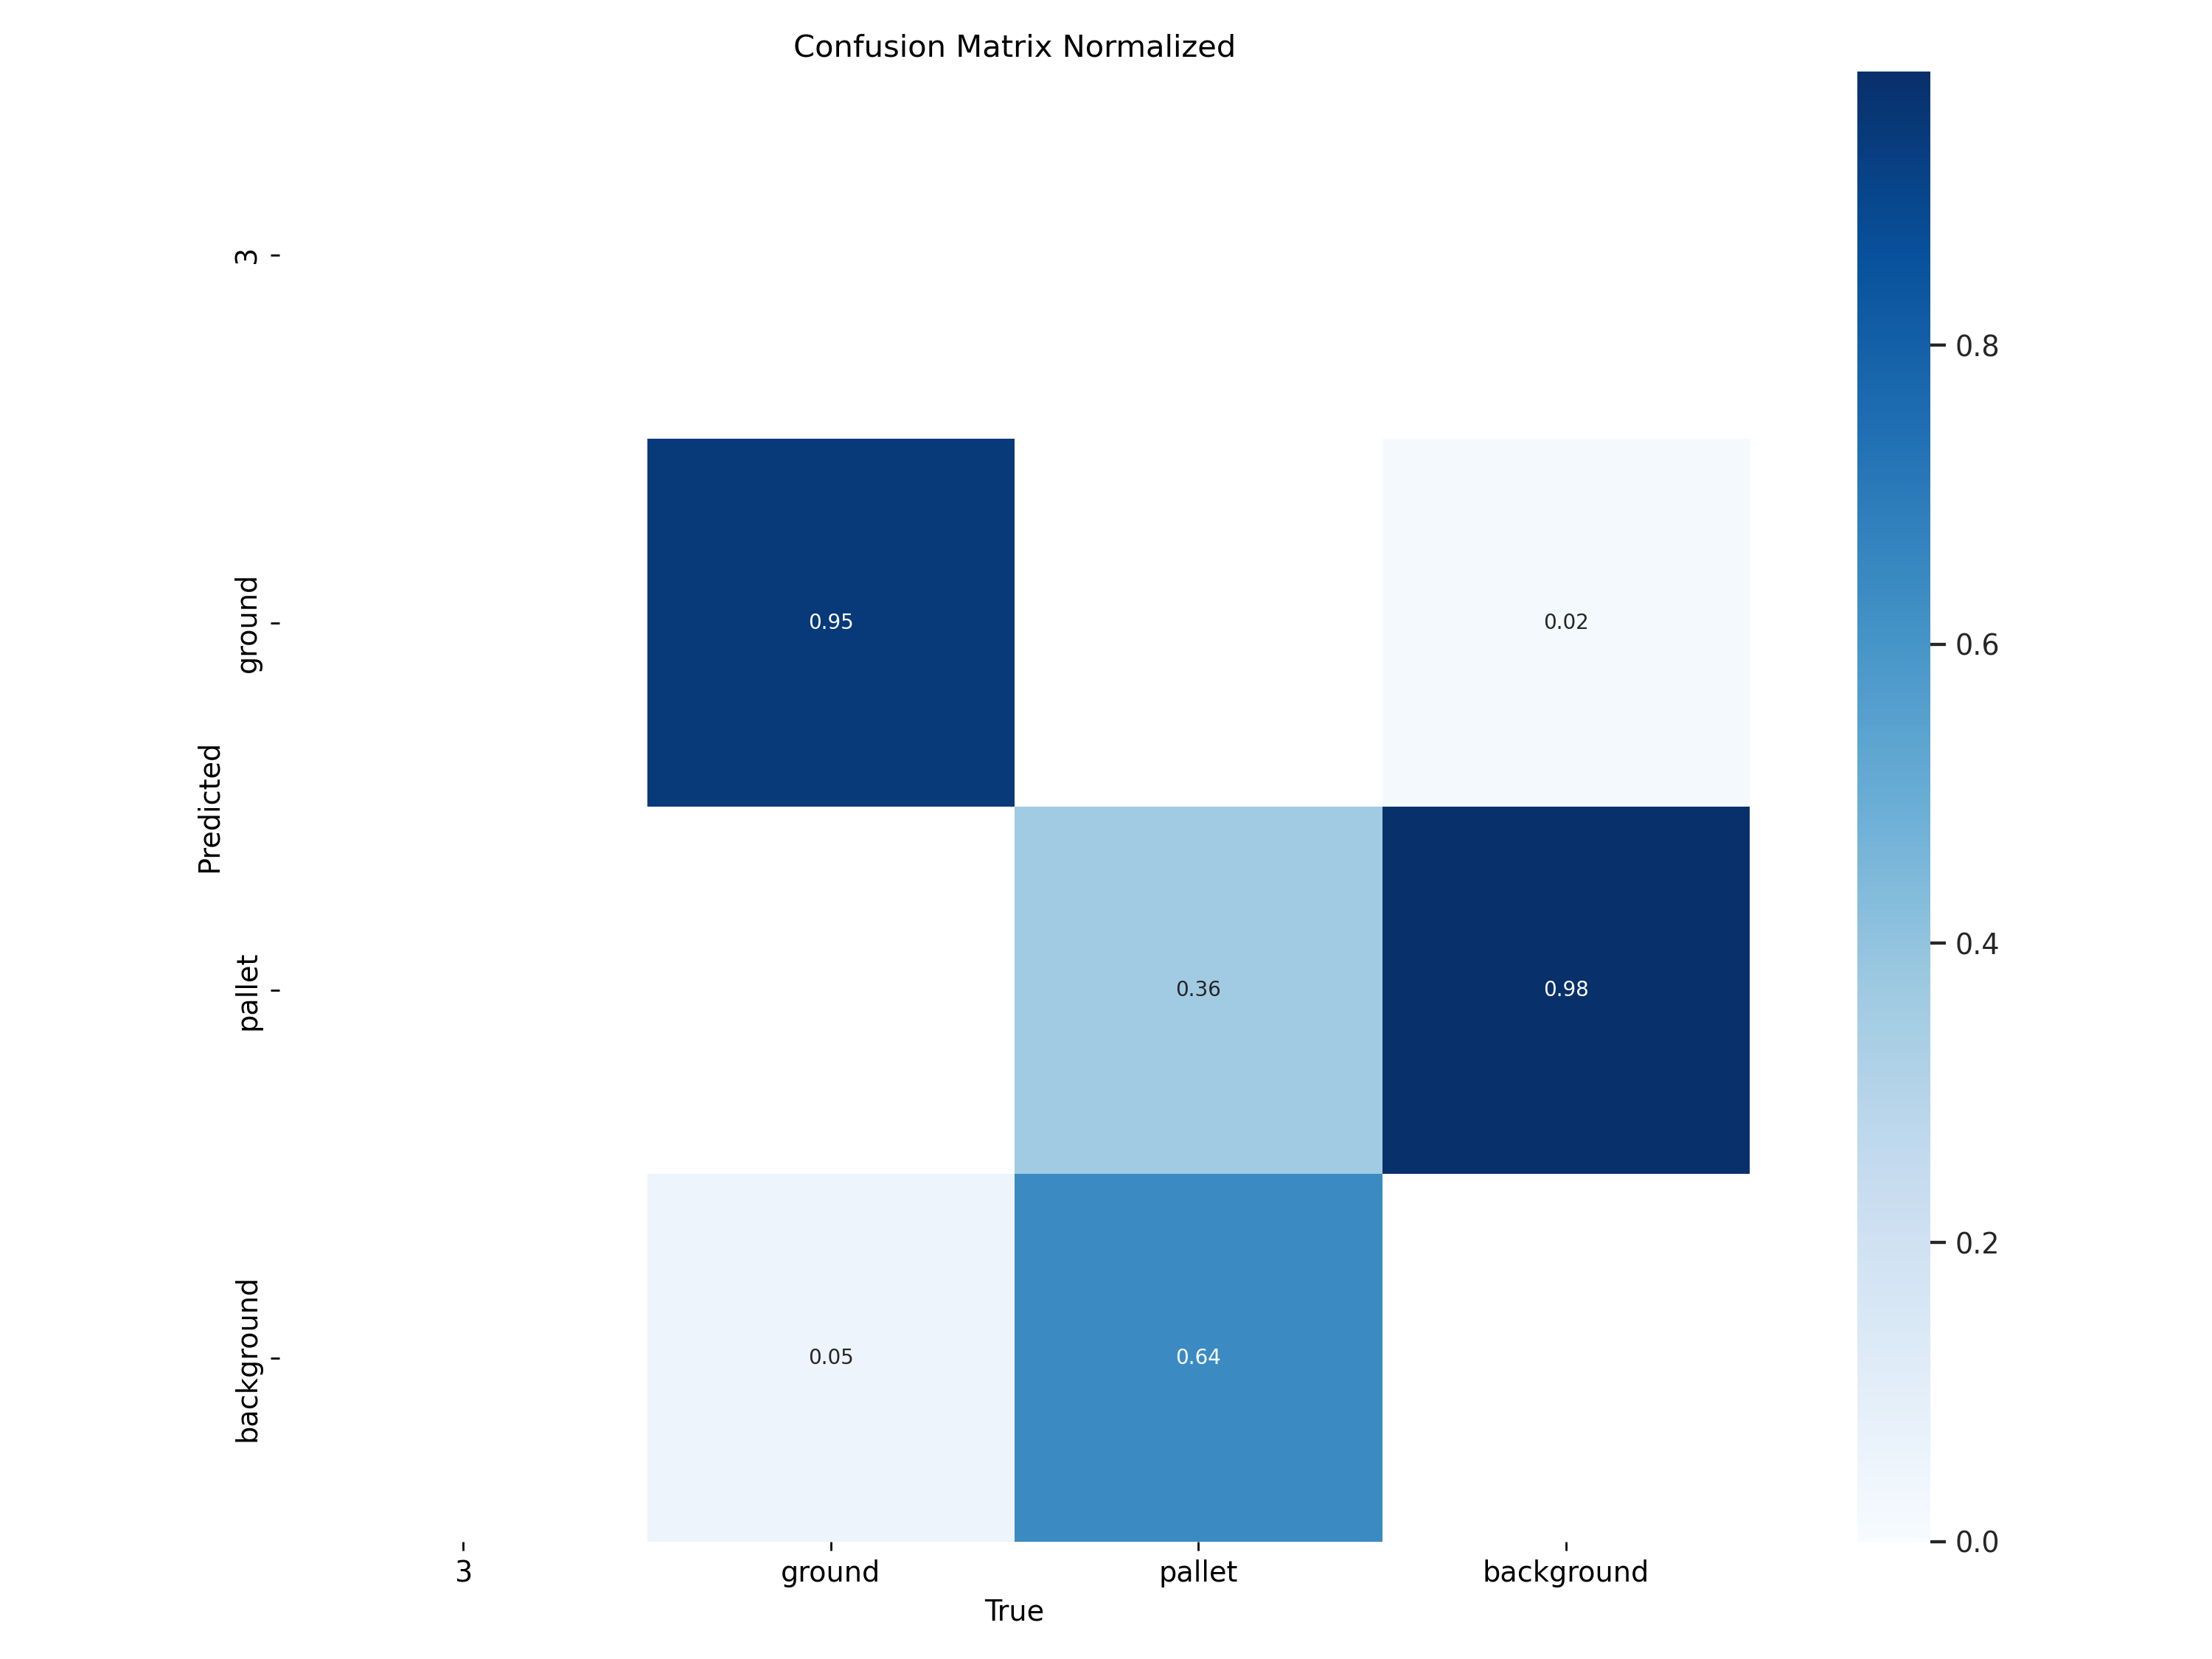 Confusion Matrix Normalized
3
ground
pallet
background
Predicted
0.95
0.02
0.36
0.98
0.05
0.64
3 ground pallet background
True
0.8
0.6
0.4
0.2
0.0